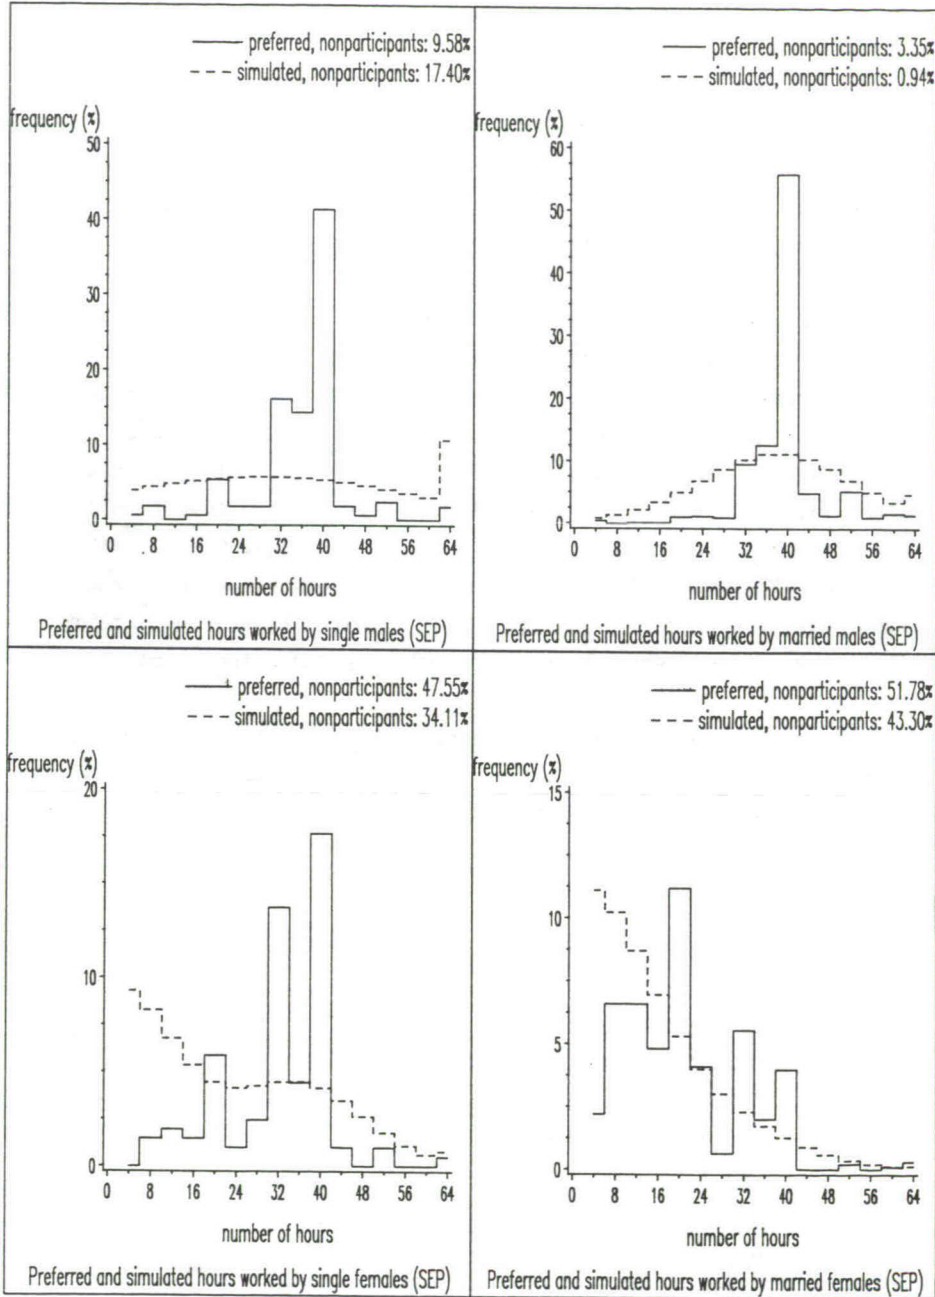 preferred, nonparticipants: 9.58%
simulated, nonparticipants: 17.40%
frequency (%)
50
40
30
20
10
0
0 8 16 24 32 40 48 56 64
number of hours
Preferred and simulated hours worked by single males (SEP)
preferred, nonparticipants: 3.35%
simulated, nonparticipants: 0.94%
frequency (%)
60
50
40
30
20
10
0
0 8 16 24 32 40 48 56 64
number of hours
Preferred and simulated hours worked by married males (SEP)
preferred, nonparticipants: 47.55%
simulated, nonparticipants: 34.11%
frequency (%)
20
10
0
0 8 16 24 32 40 48 56 64
number of hours
Preferred and simulated hours worked by single females (SEP)
preferred, nonparticipants: 51.78%
simulated, nonparticipants: 43.30%
frequency (%)
15
10
5
0
0 8 16 24 32 40 48 56 64
number of hours
Preferred and simulated hours worked by married females (SEP)